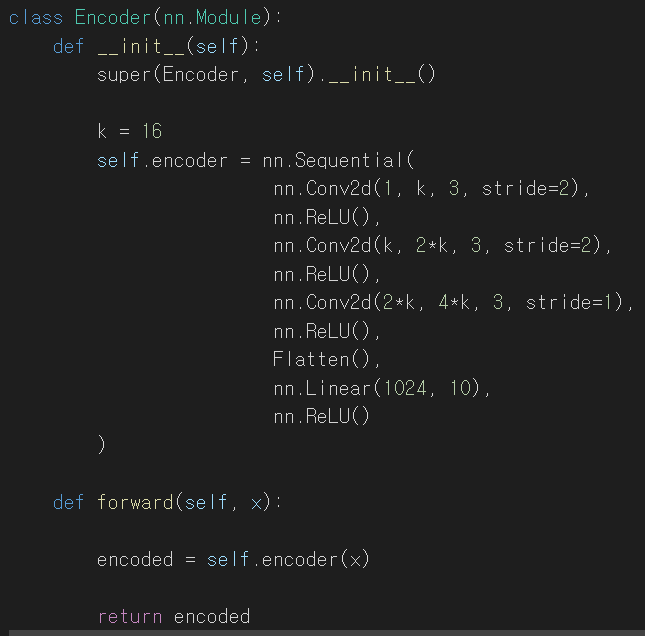 class Encoder(nn.Module):
    def __init__(self):
        super(Encoder, self).__init__()

        k = 16
        self.encoder = nn.Sequential(
                        nn.Conv2d(1, k, 3, stride=2),
                        nn.ReLU(),
                        nn.Conv2d(k, 2*k, 3, stride=2),
                        nn.ReLU(),
                        nn.Conv2d(2*k, 4*k, 3, stride=1),
                        nn.ReLU(),
                        Flatten(),
                        nn.Linear(1024, 10),
                        nn.ReLU()
        )

    def forward(self, x):

        encoded = self.encoder(x)

        return encoded